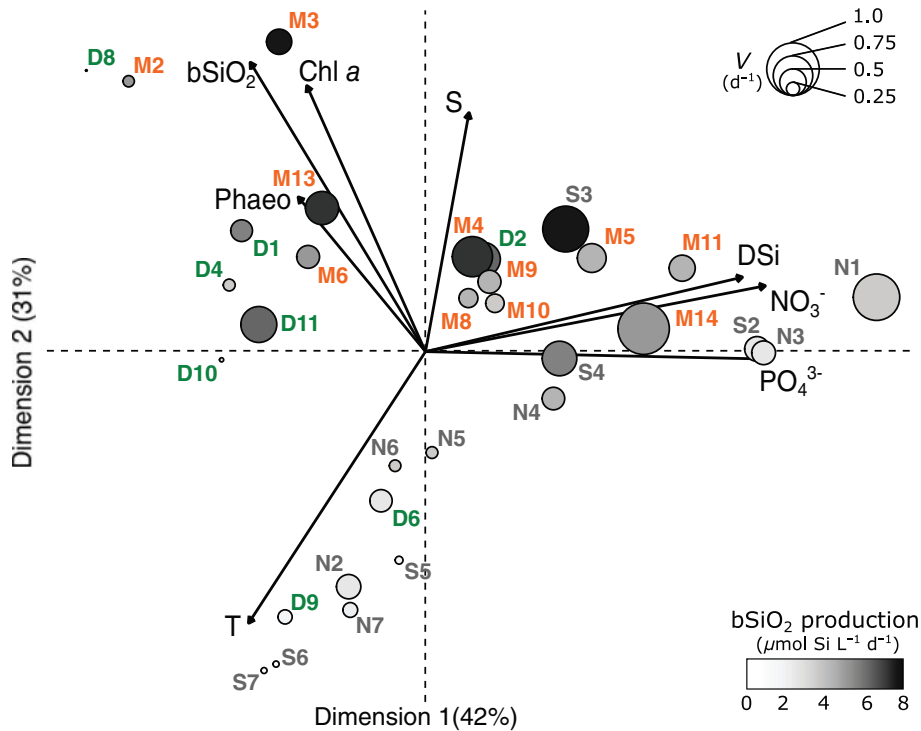 M3
D8
M2
bSiO₂
Chl a
V
(d⁻¹)
1.0
0.75
0.5
0.25
S
M13
Phaeo
D1
M6
D4
D11
D10
M4
D2
S3
M5
M9
M8
M10
M11
DSi
N1
NO₃⁻
M14
S2
N3
PO₄³⁻
S4
N4
N6
N5
D6
S5
N2
N7
D9
T
S6
S7
Dimension 2 (31%)
Dimension 1(42%)
bSiO₂ production
(µmol Si L⁻¹ d⁻¹)
0 2 4 6 8